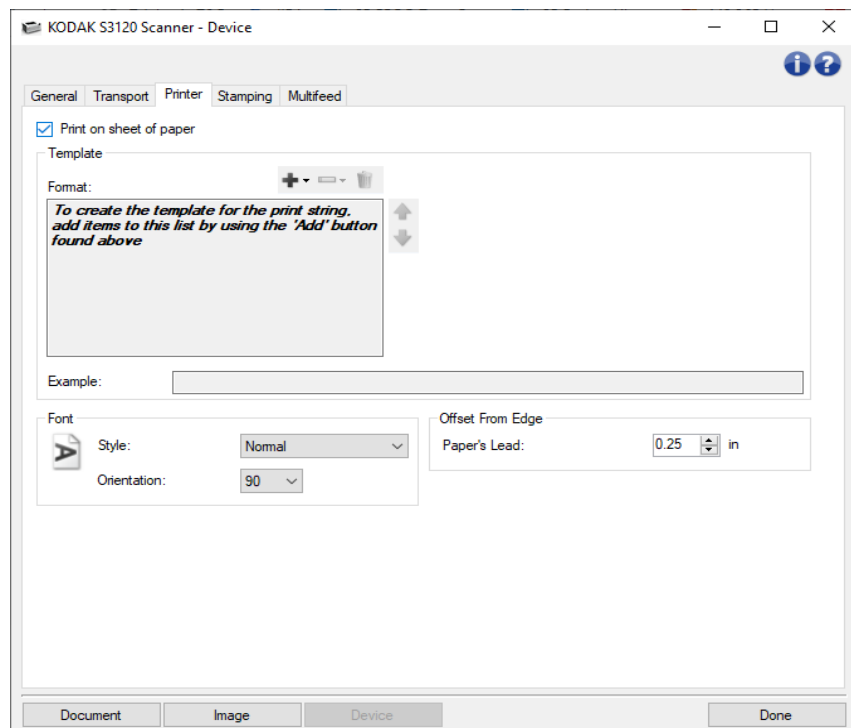 KODAK S3120 Scanner - Device
General Transport Printer Stamping Multifeed
Print on sheet of paper
Template
Format:
To create the template for the print string,
add items to this list by using the 'Add' button
found above
Example:
Font
Style: Normal
Orientation: 90
Offset From Edge
Paper's Lead: 0.25 in
Document Image Device Done